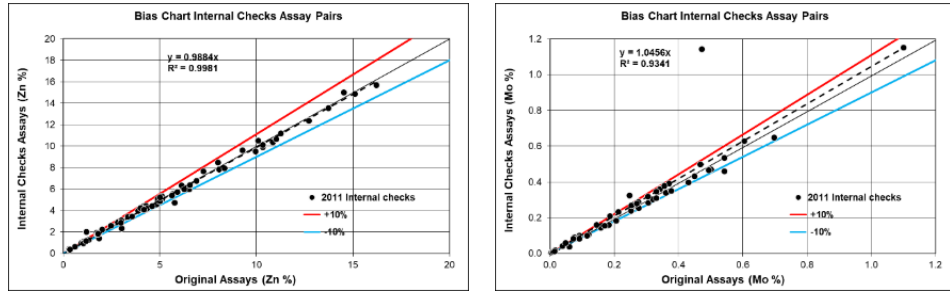 Bias Chart Internal Checks Assay Pairs
Internal Checks Assays (Zn %)
20
18
16
14
12
10
8
6
4
2
0
y = 0.9884x
R² = 0.9981
2011 Internal checks
+10%
-10%
0 5 10 15 20
Original Assays (Zn %)
Bias Chart Internal Checks Assay Pairs
Internal Checks Assays (Mo %)
1.2
1.0
0.8
0.6
0.4
0.2
0.0
y = 1.0456x
R² = 0.9341
2011 Internal checks
+10%
-10%
0.0 0.2 0.4 0.6 0.8 1.0 1.2
Original Assays (Mo %)